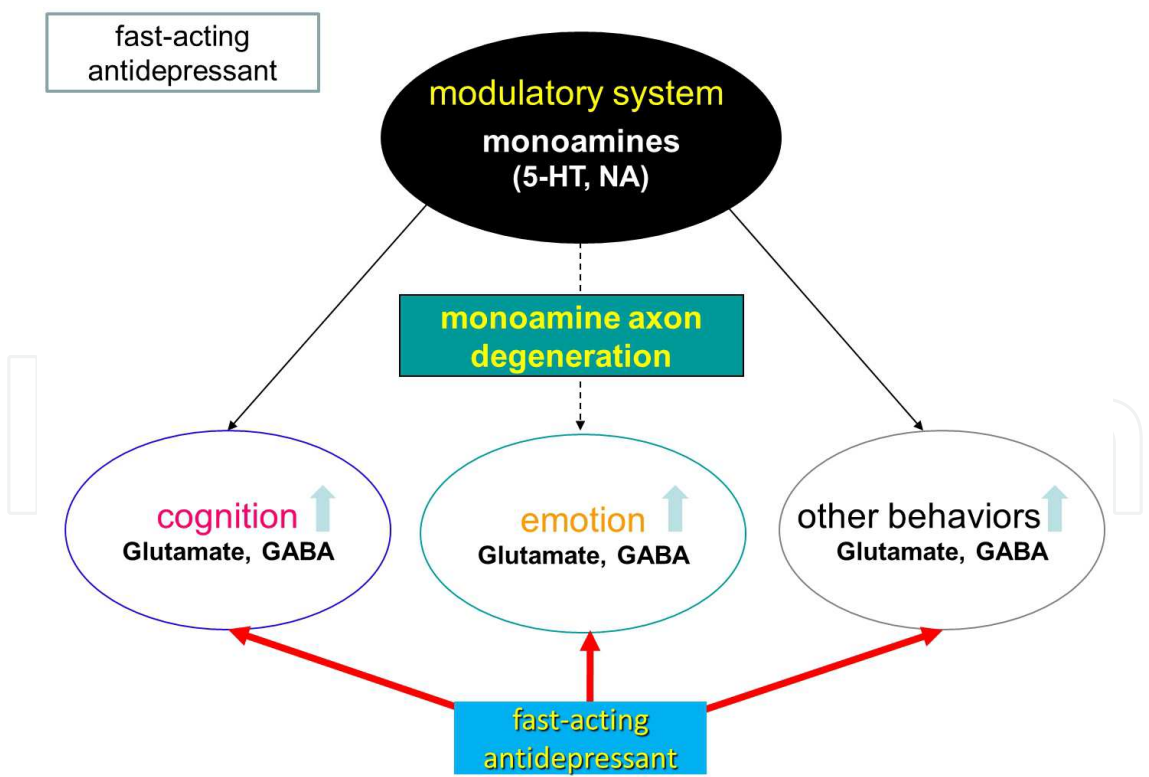 fast-acting
antidepressant
modulatory system
monoamines
(5-HT, NA)
monoamine axon
degeneration
cognition
Glutamate, GABA
emotion
Glutamate, GABA
other behaviors
Glutamate, GABA
fast-acting
antidepressant